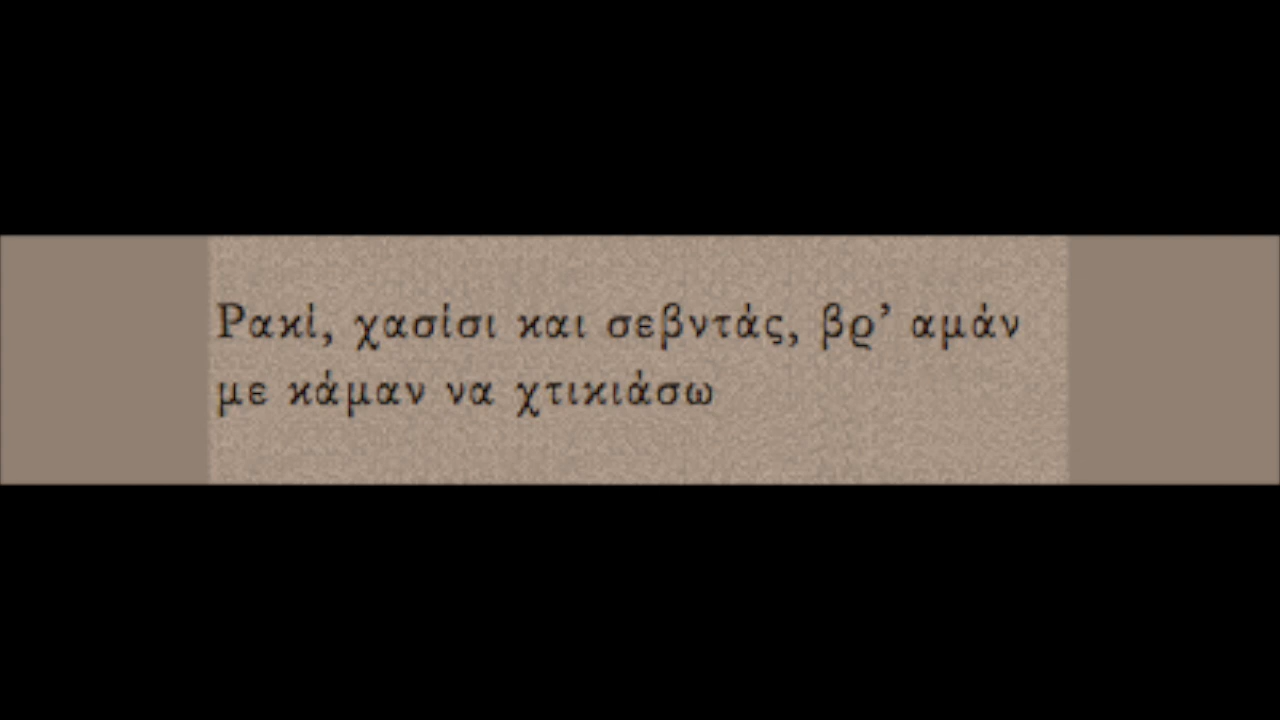 Ρακί, χασίσι και σεβντάς, βρ’ αμάν
με κάμαν να χτικιάσω